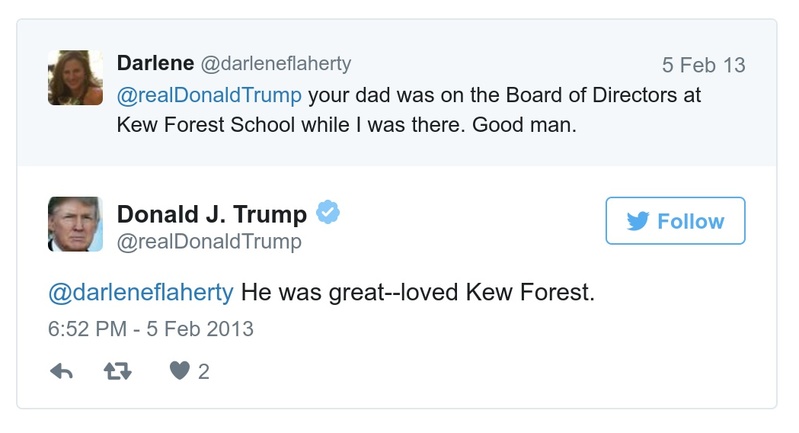 Darlene @darleneflaherty 5 Feb 13
@realDonaldTrump your dad was on the Board of Directors at
Kew Forest School while I was there. Good man.
Donald J. Trump
@realDonaldTrump
Follow
@darleneflaherty He was great--loved Kew Forest.
6:52 PM - 5 Feb 2013
2